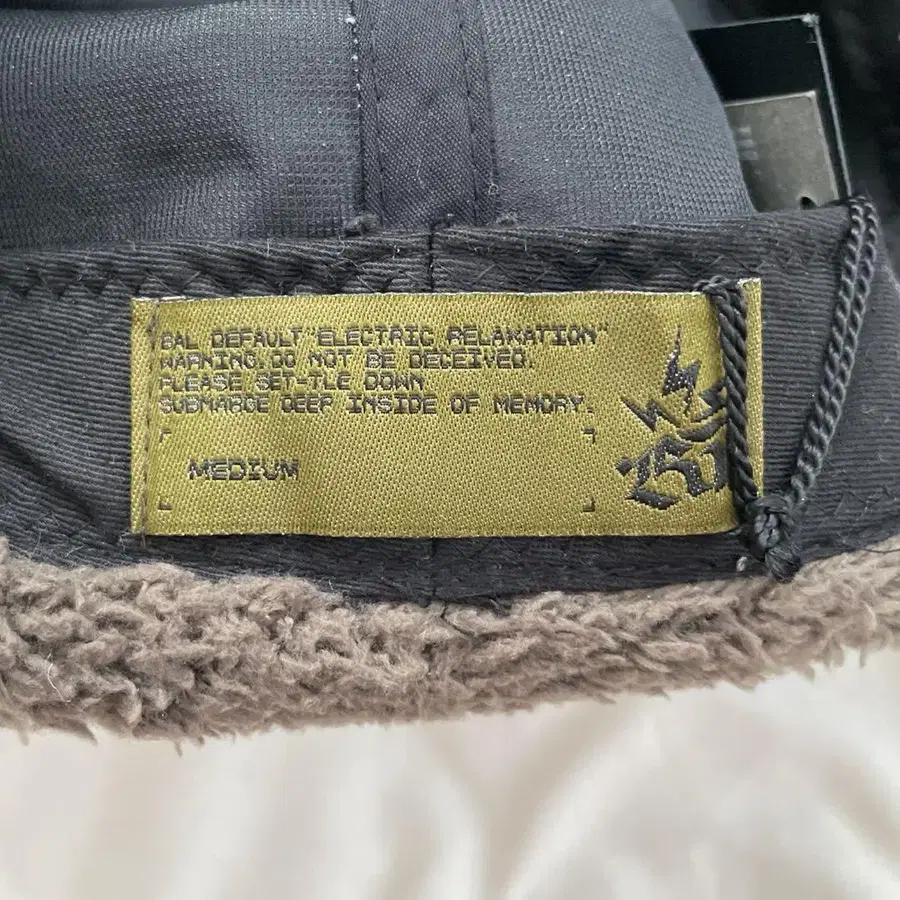 BAL DEFAULT "ELECTRIC RELAXATION"
WARNING. DO NOT BE DECEIVED.
PLEASE SET-TLE DOWN
SUBMARGE DEEP INSIDE OF MEMORY.
MEDIUM